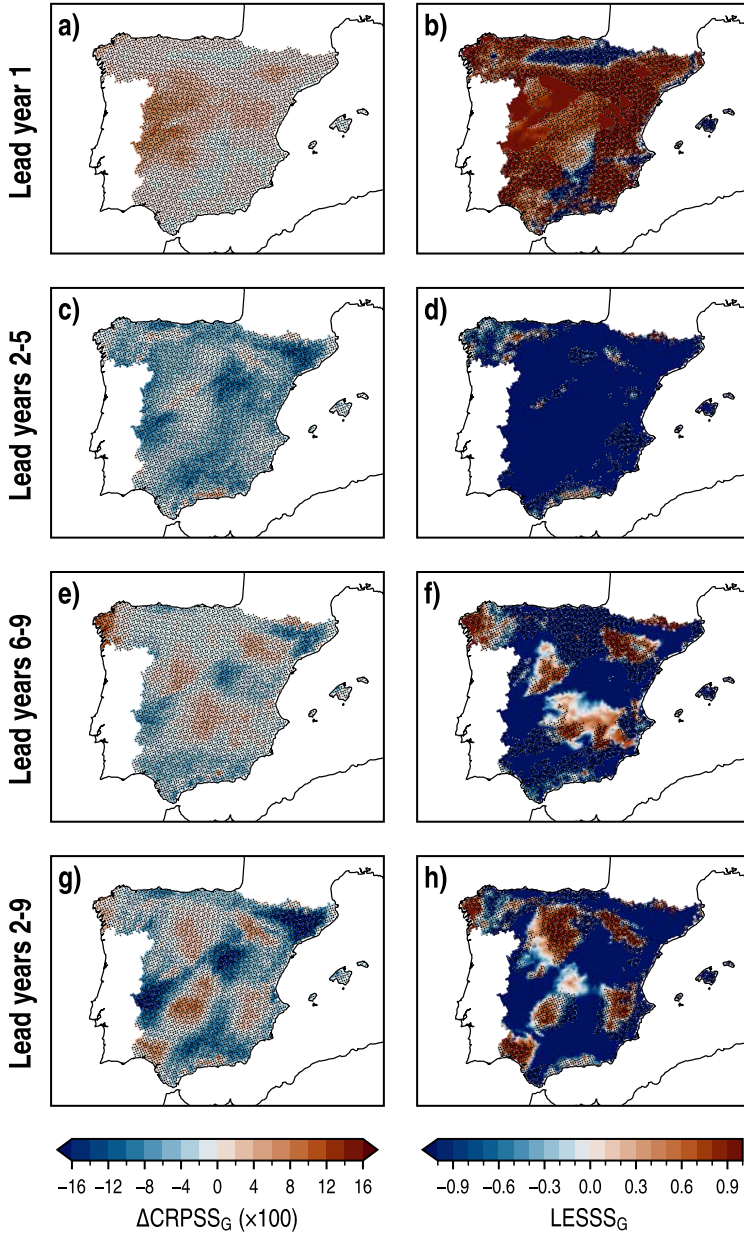 a)
b)
Lead year 1
c)
d)
Lead years 2-5
e)
f)
Lead years 6-9
g)
h)
Lead years 2-9
−16 −12 −8 −4 0 4 8 12 16
−0.9 −0.6 −0.3 0.0 0.3 0.6 0.9
ΔCRPSS_G (×100)
LESSS_G